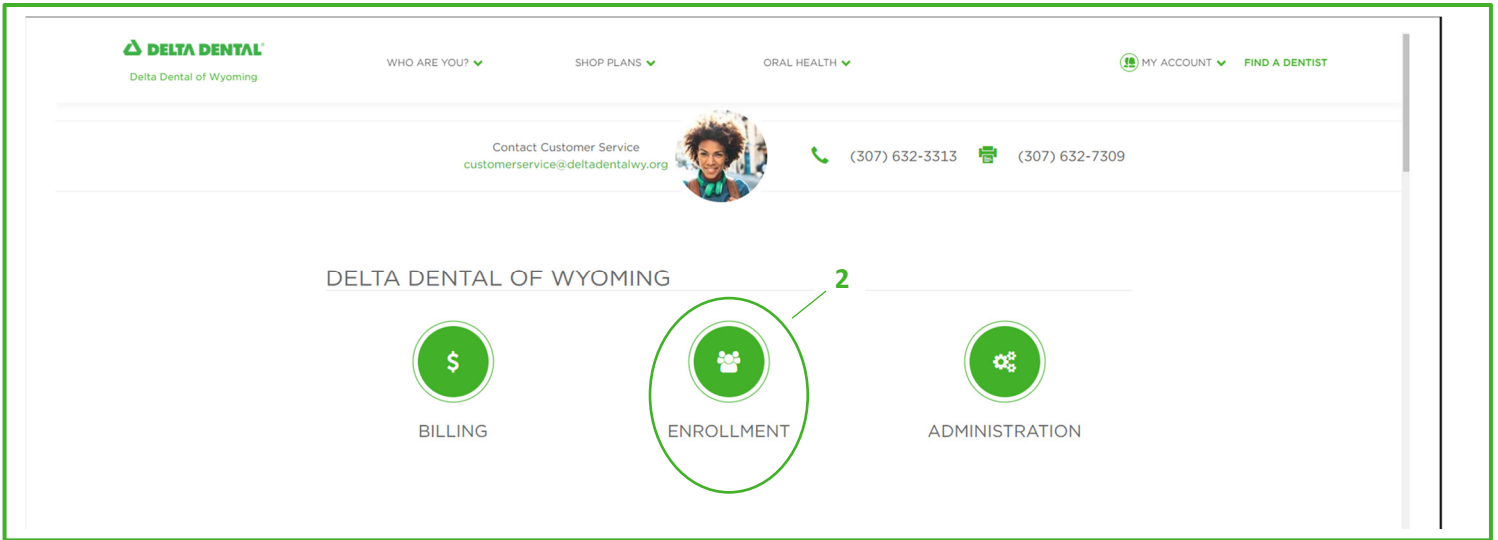 DELTA DENTAL®
Delta Dental of Wyoming
WHO ARE YOU?
SHOP PLANS
ORAL HEALTH
MY ACCOUNT
FIND A DENTIST
Contact Customer Service
customerservice@deltadentalwy.org
(307) 632-3313
(307) 632-7309
DELTA DENTAL OF WYOMING
2
$
BILLING
ENROLLMENT
ADMINISTRATION